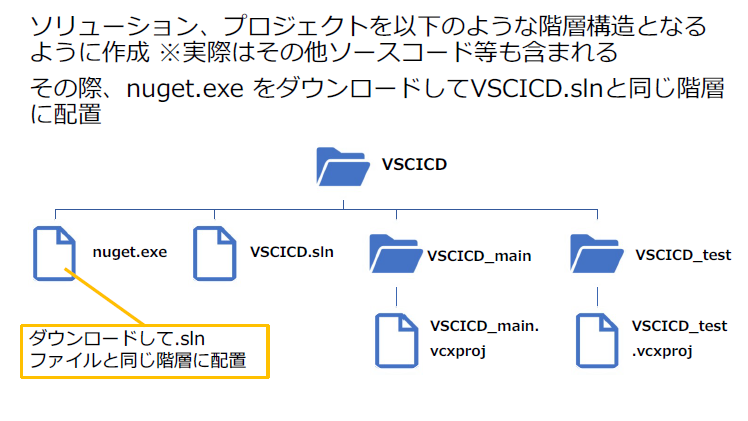 ソリューション、プロジェクトを以下のような階層構造となる
ように作成 ※実際はその他ソースコード等も含まれる
その際、nuget.exe をダウンロードしてVSCICD.slnと同じ階層
に配置
VSCICD
nuget.exe
VSCICD.sln
VSCICD_main
VSCICD_test
ダウンロードして.sln
ファイルと同じ階層に配置
VSCICD_main.
vcxproj
VSCICD_test
.vcxproj